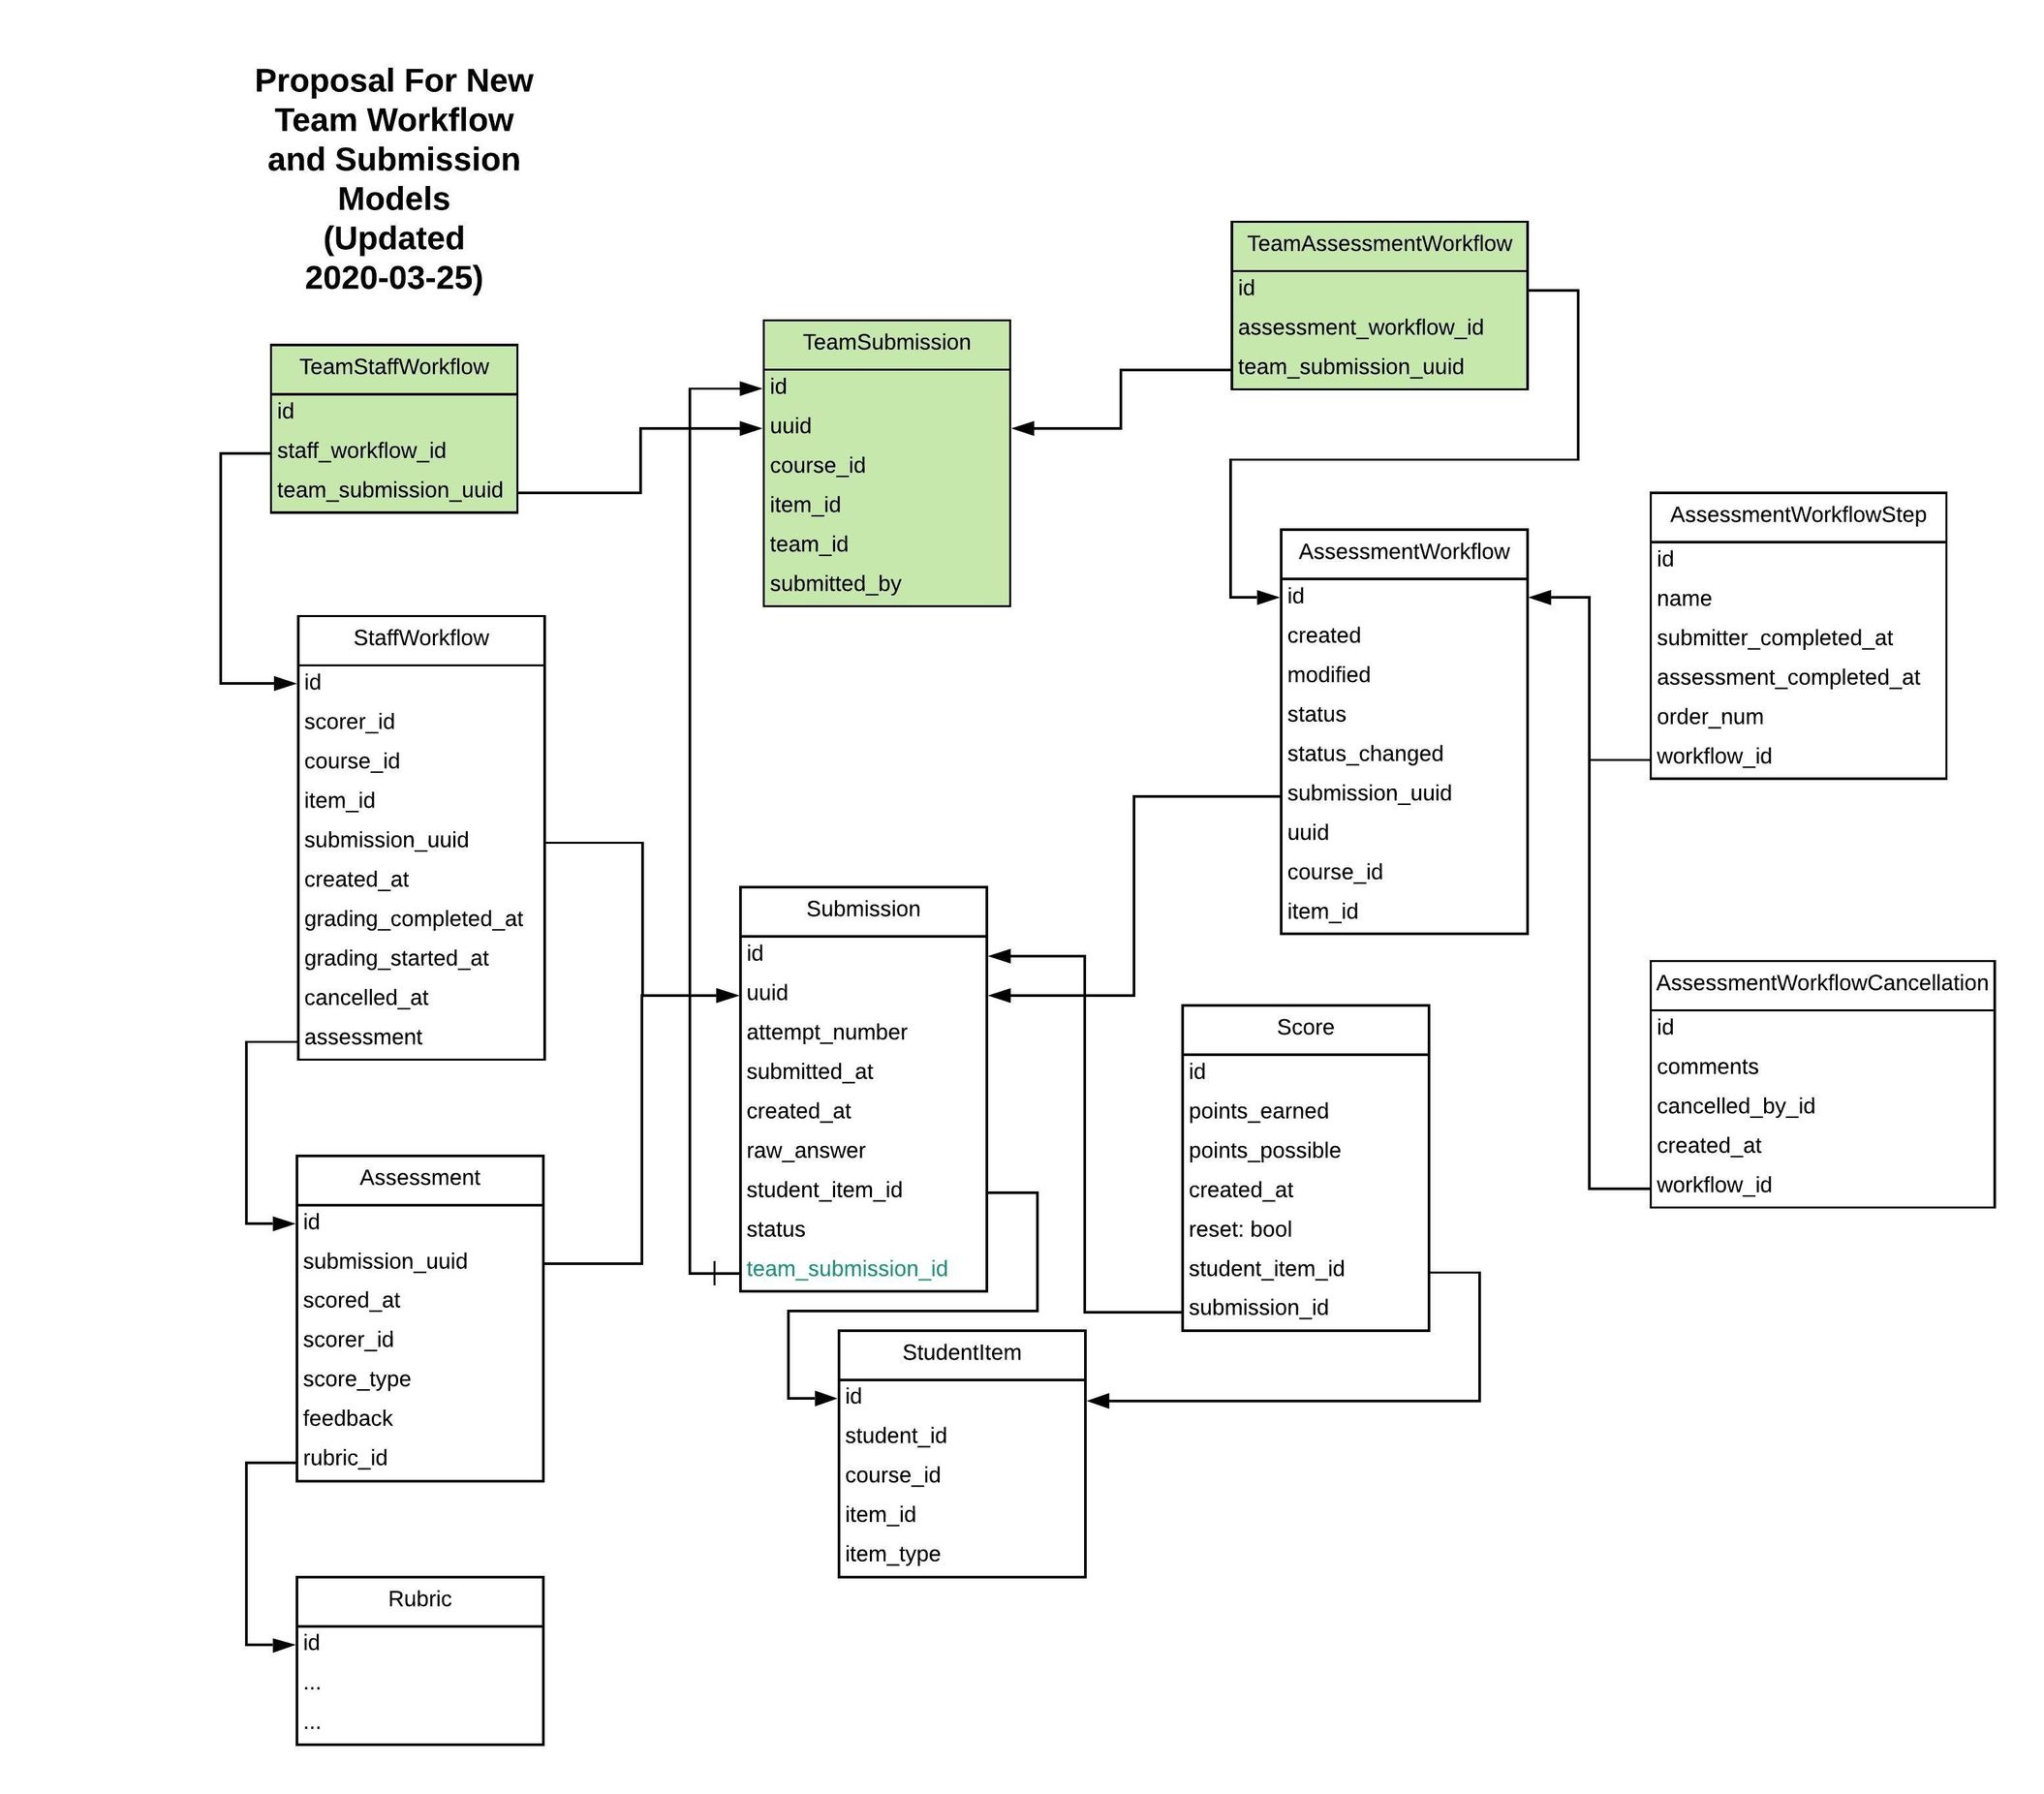 Proposal For New
Team Workflow
and Submission
Models
(Updated
2020-03-25)
TeamStaffWorkflow
id
staff_workflow_id
team_submission_uuid
TeamSubmission
id
uuid
course_id
item_id
team_id
submitted_by
TeamAssessmentWorkflow
id
assessment_workflow_id
team_submission_uuid
StaffWorkflow
id
scorer_id
course_id
item_id
submission_uuid
created_at
grading_completed_at
grading_started_at
cancelled_at
assessment
AssessmentWorkflow
id
created
modified
status
status_changed
submission_uuid
uuid
course_id
item_id
AssessmentWorkflowStep
id
name
submitter_completed_at
assessment_completed_at
order_num
workflow_id
Submission
id
uuid
attempt_number
submitted_at
created_at
raw_answer
student_item_id
status
team_submission_id
Score
id
points_earned
points_possible
created_at
reset: bool
student_item_id
submission_id
AssessmentWorkflowCancellation
id
comments
cancelled_by_id
created_at
workflow_id
Assessment
id
submission_uuid
scored_at
scorer_id
score_type
feedback
rubric_id
StudentItem
id
student_id
course_id
item_id
item_type
Rubric
id
...
...